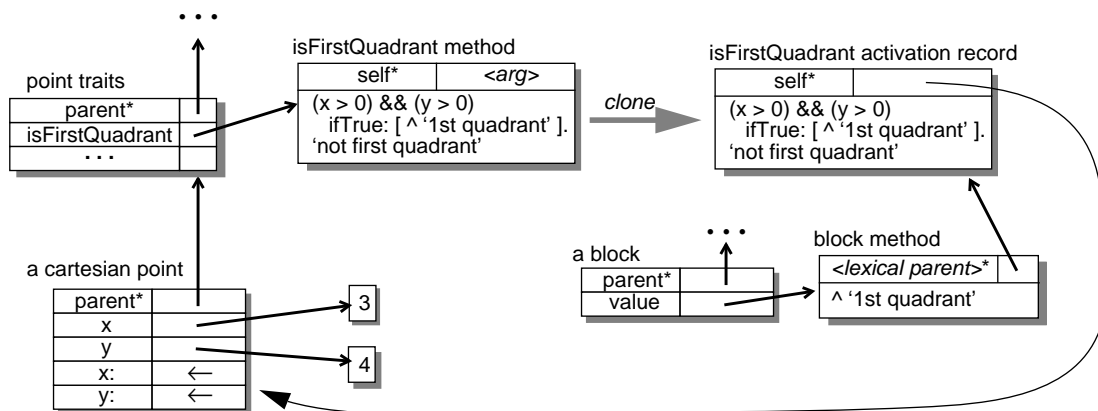 • • •
point traits
parent*
isFirstQuadrant
• • •
isFirstQuadrant method
self* <arg>
(x > 0) && (y > 0)
ifTrue: [ ^ ‘1st quadrant’ ].
‘not first quadrant’
clone
isFirstQuadrant activation record
self*
(x > 0) && (y > 0)
ifTrue: [ ^ ‘1st quadrant’ ].
‘not first quadrant’
a cartesian point
parent*
x
3
y
4
x: ←
y: ←
• • •
a block
parent*
value
block method
<lexical parent>*
^ ‘1st quadrant’